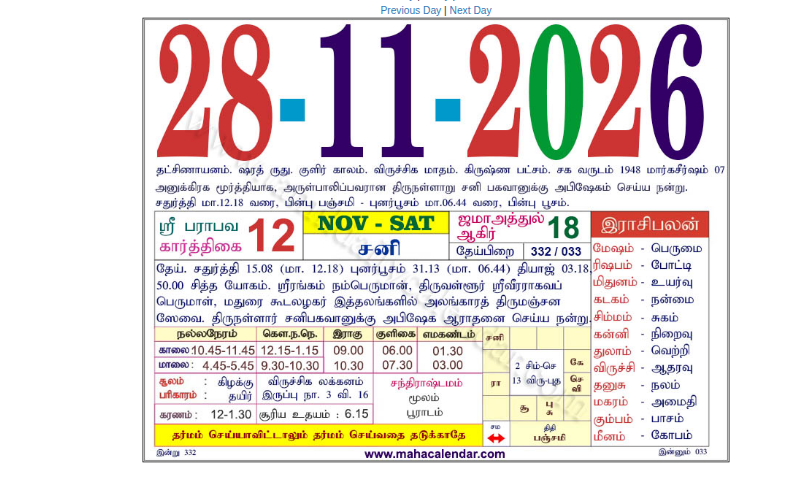 Previous Day | Next Day
28-11-2026
தட்சிணாயனம். ஷரத் ருது. குளிர் காலம். விருச்சிக மாதம். கிருஷ்ண பட்சம். சக வருடம் 1948 மார்கசீர்ஷம் 07
அனுக்கிரக மூர்த்தியாக, அருள்பாலிப்பவரான திருநள்ளாறு சனி பகவானுக்கு அபிஷேகம் செய்ய நன்று.
சதுர்த்தி மா.12.18 வரை, பின்பு பஞ்சமி - புனர்பூசம் மா.06.44 வரை, பின்பு பூசம்.
ஸ்ரீ பராபவ
கார்த்திகை
12
NOV - SAT
சனி
ஜமாஅத்துல்
ஆகிர்
18
தேய்பிறை 332 / 033
இராசிபலன்
தேய். சதுர்த்தி 15.08 (மா. 12.18) புனர்பூசம் 31.13 (மா. 06.44) தியாஜ் 03.18,
50.00 சித்த யோகம். ஸ்ரீரங்கம் நம்பெருமான், திருவள்ளூர் ஸ்ரீவீரராகவப்
பெருமாள், மதுரை கூடலழகர் இத்தலங்களில் அலங்காரத் திருமஞ்சன
ஸேவை. திருநள்ளார் சனிபகவானுக்கு அபிஷேக ஆராதனை செய்ய நன்று.
மேஷம் - பெருமை
ரிஷபம் - போட்டி
மிதுனம் - உயர்வு
கடகம் - நன்மை
சிம்மம் - சுகம்
கன்னி - நிறைவு
துலாம் - வெற்றி
விருச்சி - ஆதரவு
தனுசு - நலம்
மகரம் - அமைதி
கும்பம் - பாசம்
மீனம் - கோபம்
நல்லநேரம் கௌ.ந.நெ. இராகு குளிகை எமகண்டம்
காலை: 10.45-11.45 12.15-1.15 09.00 06.00 01.30
மாலை: 4.45-5.45 9.30-10.30 10.30 07.30 03.00
சூலம் : கிழக்கு
பரிகாரம் : தயிர்
விருச்சிக லக்கனம்
இருப்பு நா. 3 வி. 16
சந்திராஷ்டமம்
மூலம்
பூராடம்
கரணம் : 12-1.30 சூரிய உதயம் : 6.15
சனி
ரா
2 சிம்-செ
13 விரு-புத
கே
செ
வி
சூ
பு
சு
சம
திதி
பஞ்சமி
தர்மம் செய்யாவிட்டாலும் தர்மம் செய்வதை தடுக்காதே
இன்று 332
www.mahacalendar.com
இன்னும் 033